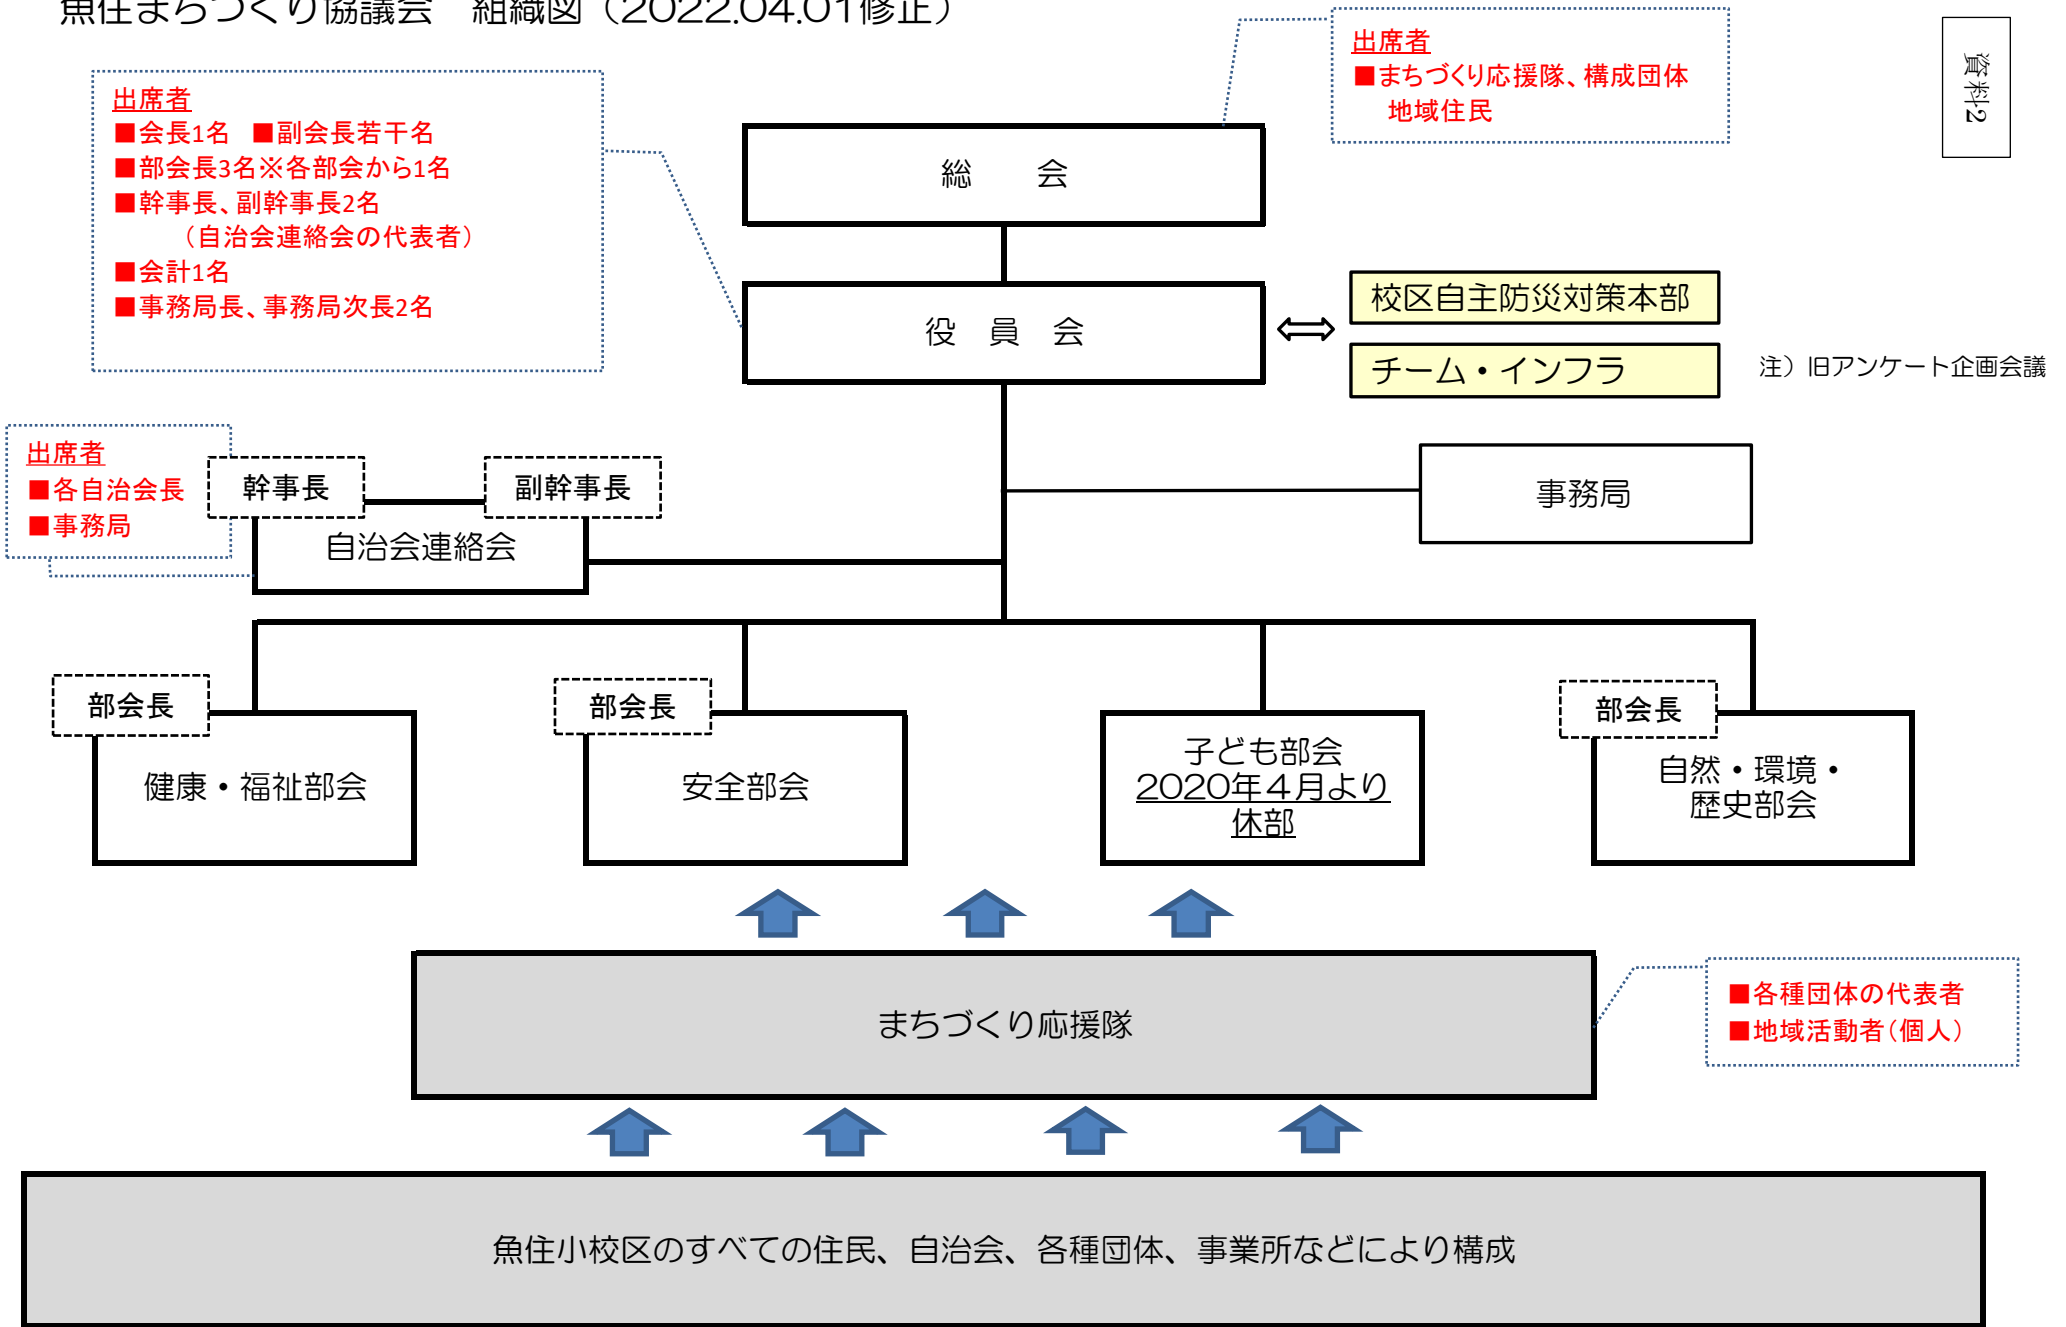 魚住まちづくり協議会　組織図（2022.04.01修正）
資料2
出席者
■まちづくり応援隊、構成団体
地域住民
出席者
■会長1名　■副会長若干名
■部会長3名※各部会から1名
■幹事長、副幹事長2名
（自治会連絡会の代表者）
■会計1名
■事務局長、事務局次長2名
総　会
役　員　会
校区自主防災対策本部
チーム・インフラ
注）旧アンケート企画会議
出席者
■各自治会長
■事務局
幹事長
副幹事長
自治会連絡会
事務局
部会長
健康・福祉部会
部会長
安全部会
子ども部会
2020年４月より
休部
部会長
自然・環境・
歴史部会
まちづくり応援隊
■各種団体の代表者
■地域活動者（個人）
魚住小校区のすべての住民、自治会、各種団体、事業所などにより構成